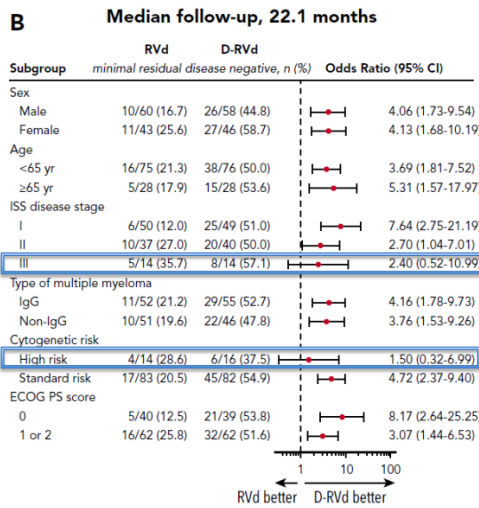 B
Median follow-up, 22.1 months
RVd D-RVd
Subgroup minimal residual disease negative, n (%) Odds Ratio (95% CI)
Sex
Male 10/60 (16.7) 26/58 (44.8) 4.06 (1.73-9.54)
Female 11/43 (25.6) 27/46 (58.7) 4.13 (1.68-10.19)
Age
<65 yr 16/75 (21.3) 38/76 (50.0) 3.69 (1.81-7.52)
≥65 yr 5/28 (17.9) 15/28 (53.6) 5.31 (1.57-17.97)
ISS disease stage
I 6/50 (12.0) 25/49 (51.0) 7.64 (2.75-21.19)
II 10/37 (27.0) 20/40 (50.0) 2.70 (1.04-7.01)
III 5/14 (35.7) 8/14 (57.1) 2.40 (0.52-10.99
Type of multiple myeloma
IgG 11/52 (21.2) 29/55 (52.7) 4.16 (1.78-9.73)
Non-IgG 10/51 (19.6) 22/46 (47.8) 3.76 (1.53-9.26)
Cytogenetic risk
High risk 4/14 (28.6) 6/16 (37.5) 1.50 (0.32-6.99)
Standard risk 17/83 (20.5) 45/82 (54.9) 4.72 (2.37-9.40)
ECOG PS score
0 5/40 (12.5) 21/39 (53.8) 8.17 (2.64-25.25)
1 or 2 16/62 (25.8) 32/62 (51.6) 3.07 (1.44-6.53)
1 10 100
RVd better D-RVd better